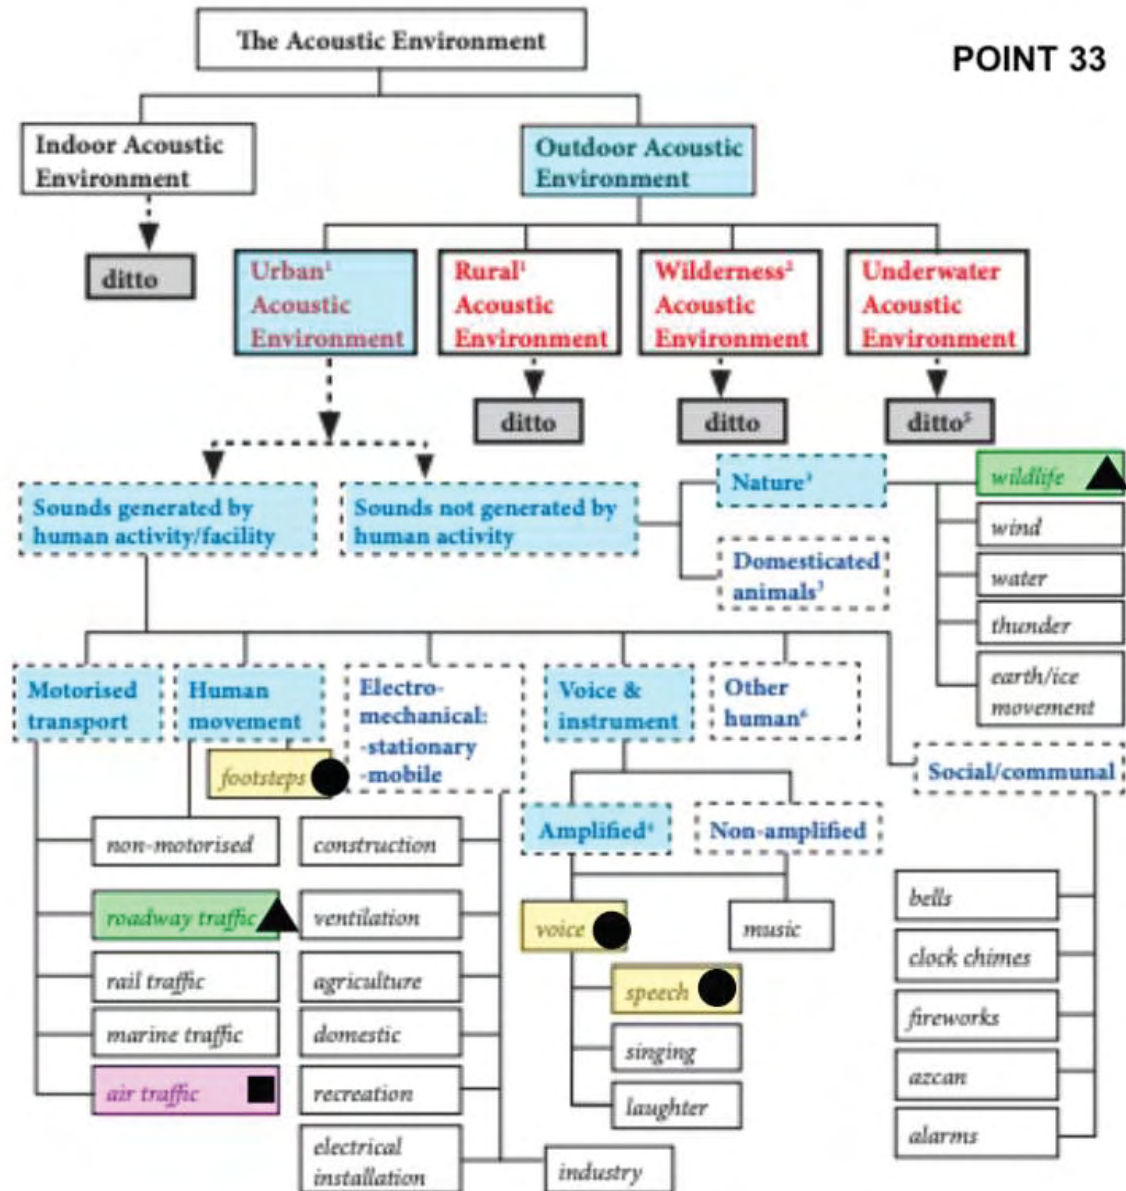 The Acoustic Environment
POINT 33
Indoor Acoustic
Environment
Outdoor Acoustic
Environment
ditto
Urban¹
Acoustic
Environment
Rural¹
Acoustic
Environment
Wilderness²
Acoustic
Environment
Underwater
Acoustic
Environment
ditto
ditto
ditto⁵
Sounds generated by
human activity/facility
Sounds not generated by
human activity
Nature³
Domesticated
animals³
wildlife
wind
water
thunder
earth/ice
movement
Motorised
transport
Human
movement
Electro-
mechanical:
-stationary
-mobile
Voice &
instrument
Other
human⁶
Social/communal
footsteps
non-motorised
roadway traffic
rail traffic
marine traffic
air traffic
construction
ventilation
agriculture
domestic
recreation
electrical
installation
industry
Amplified⁴
Non-amplified
voice
music
speech
singing
laughter
bells
clock chimes
fireworks
azcan
alarms